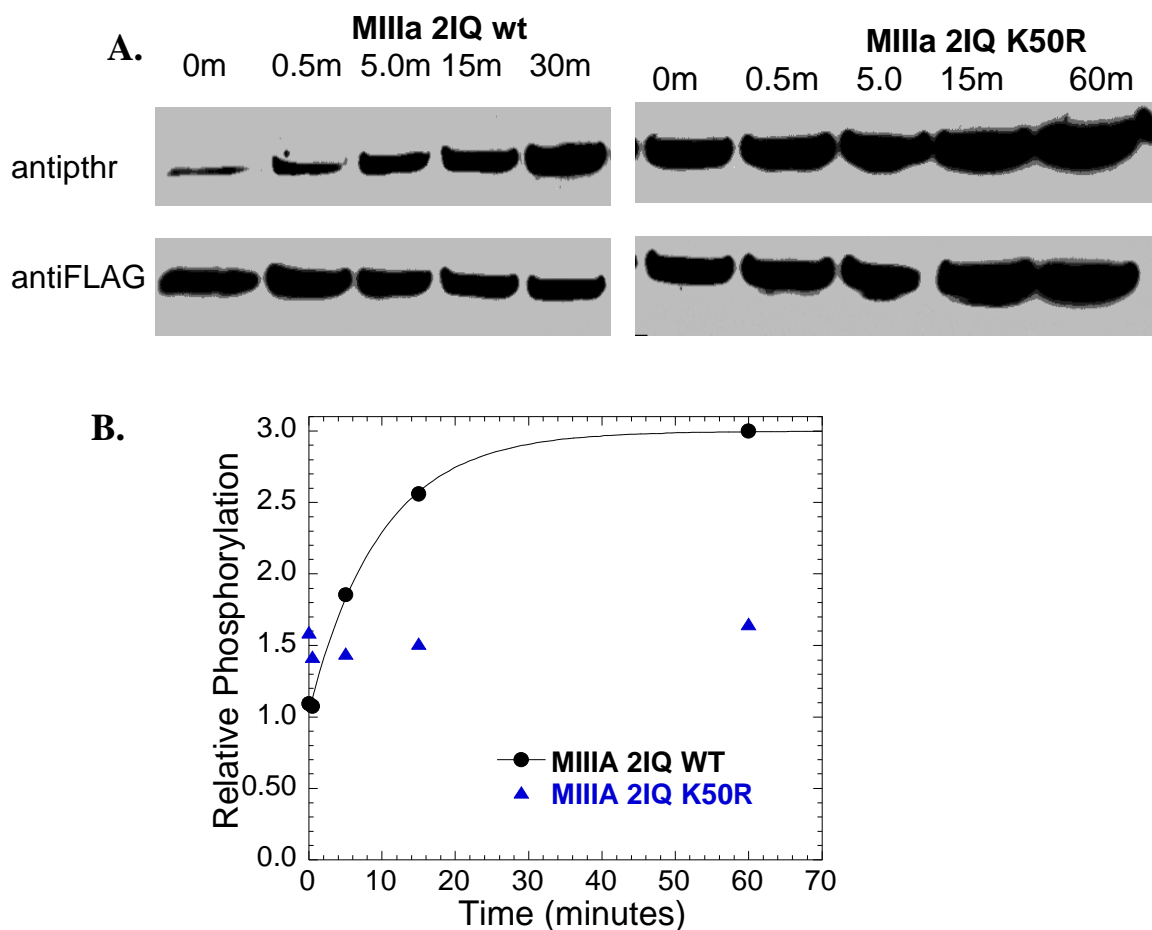 A.
MIIIa 2IQ wt
0m 0.5m 5.0m 15m 30m
MIIIa 2IQ K50R
0m 0.5m 5.0 15m 60m
antipthr
antiFLAG
B.
Relative Phosphorylation
3.0
2.5
2.0
1.5
1.0
0.50
0.0
MIIIA 2IQ WT
MIIIA 2IQ K50R
0 10 20 30 40 50 60 70
Time (minutes)